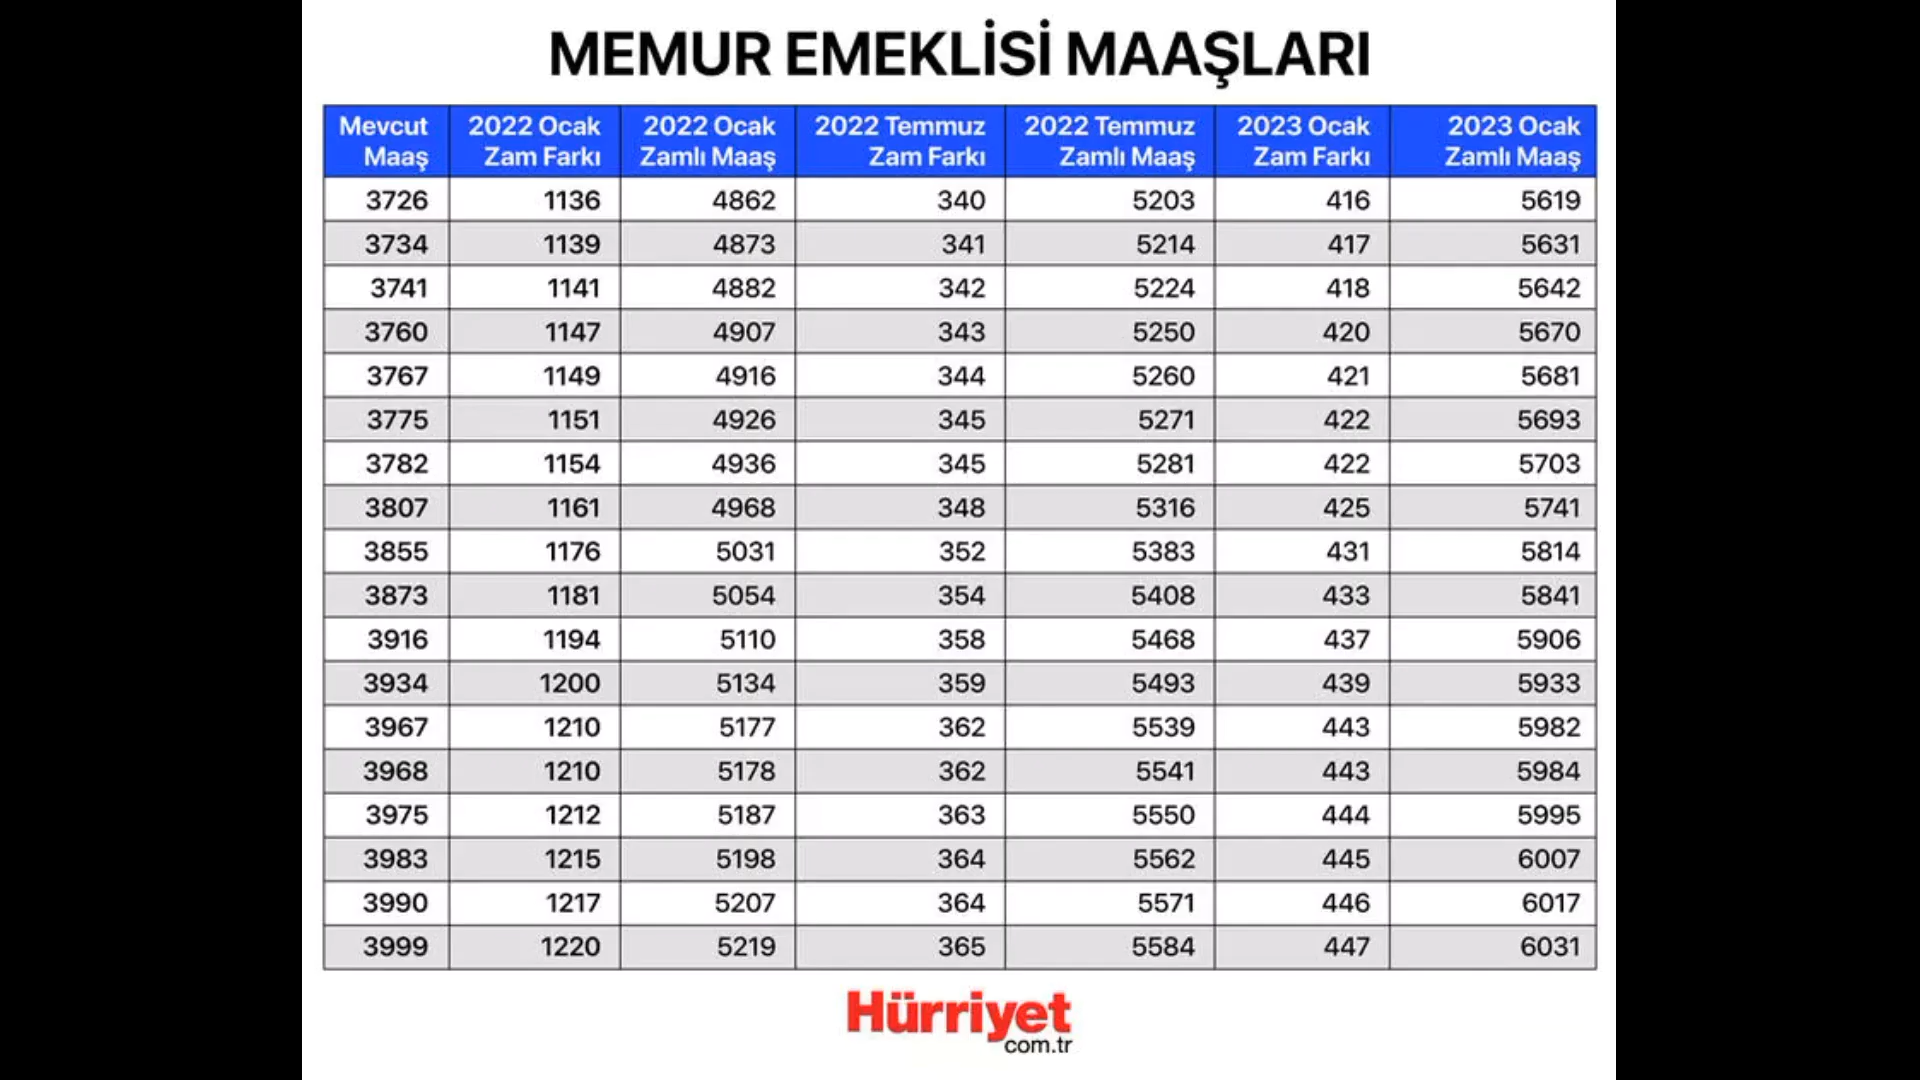 MEMUR EMEKLİSİ MAAŞLARI
Mevcut Maaş 2022 Ocak Zam Farkı 2022 Ocak Zamlı Maaş 2022 Temmuz Zam Farkı 2022 Temmuz Zamlı Maaş 2023 Ocak Zam Farkı 2023 Ocak Zamlı Maaş
3726 1136 4862 340 5203 416 5619
3734 1139 4873 341 5214 417 5631
3741 1141 4882 342 5224 418 5642
3760 1147 4907 343 5250 420 5670
3767 1149 4916 344 5260 421 5681
3775 1151 4926 345 5271 422 5693
3782 1154 4936 345 5281 422 5703
3807 1161 4968 348 5316 425 5741
3855 1176 5031 352 5383 431 5814
3873 1181 5054 354 5408 433 5841
3916 1194 5110 358 5468 437 5906
3934 1200 5134 359 5493 439 5933
3967 1210 5177 362 5539 443 5982
3968 1210 5178 362 5541 443 5984
3975 1212 5187 363 5550 444 5995
3983 1215 5198 364 5562 445 6007
3990 1217 5207 364 5571 446 6017
3999 1220 5219 365 5584 447 6031
Hürriyet
com.tr